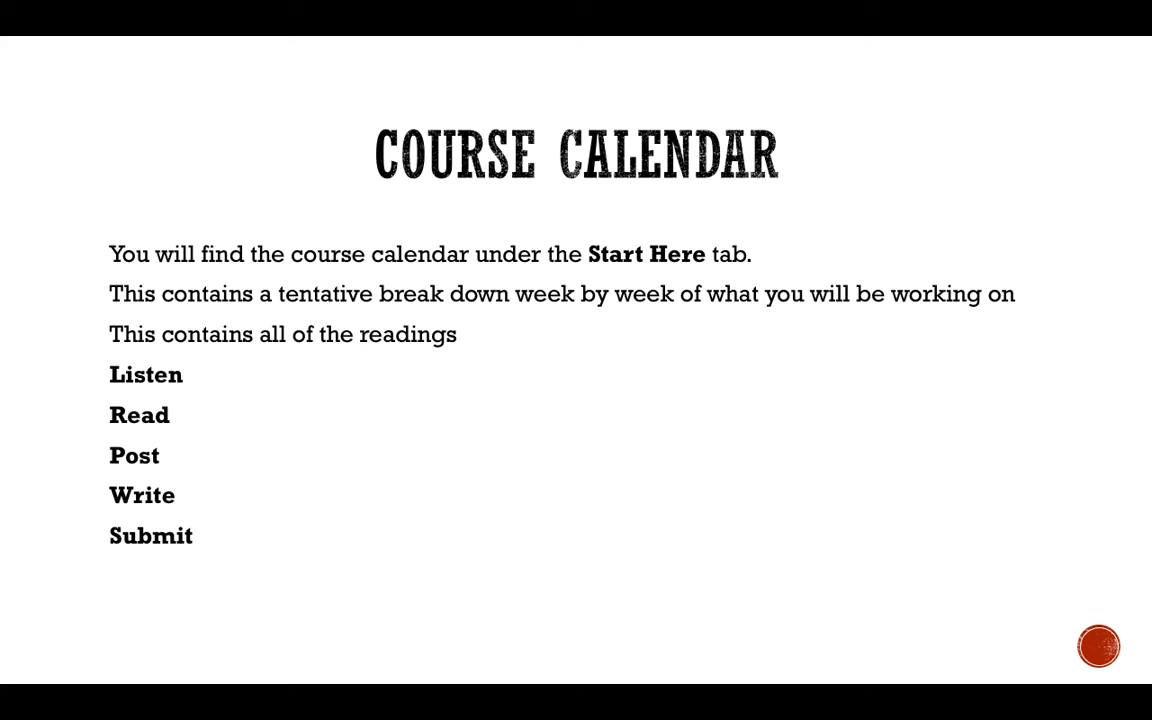 COURSE CALENDAR
You will find the course calendar under the Start Here tab.
This contains a tentative break down week by week of what you will be working on
This contains all of the readings
Listen
Read
Post
Write
Submit